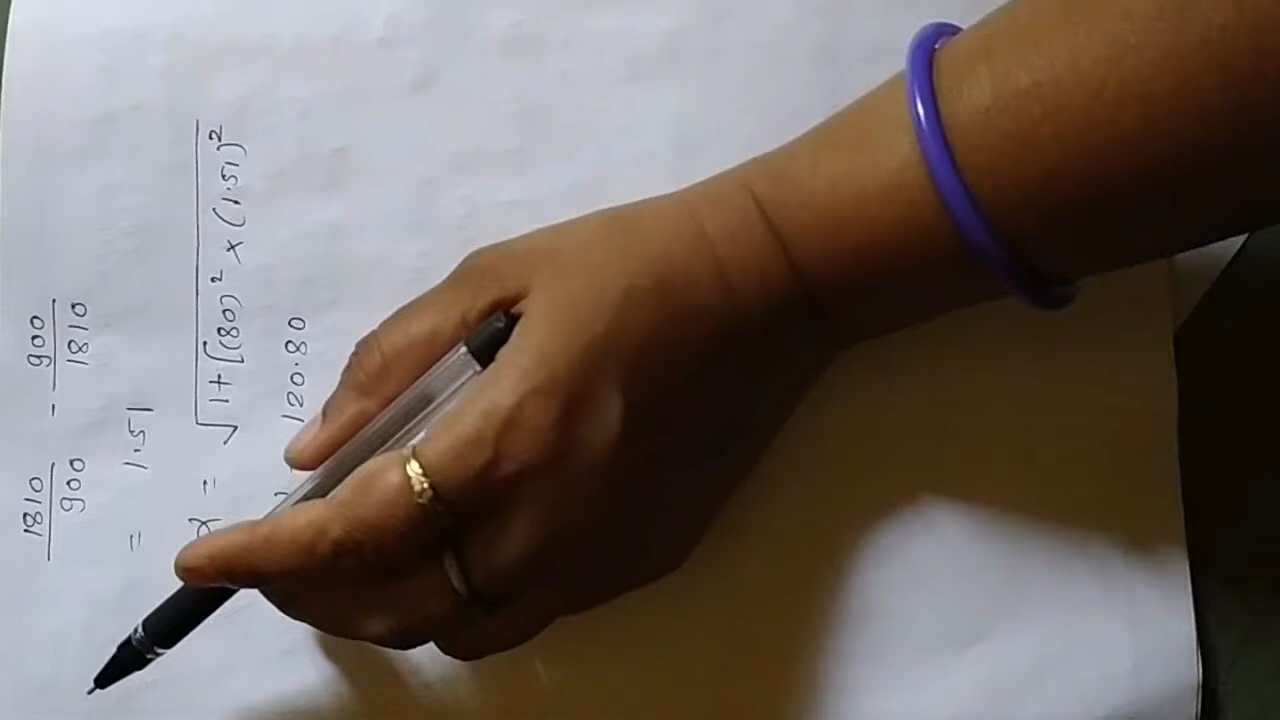 1810/900 - 900/1810
= 1.51
α = √1+[(80)² × (1.51)²
120.80